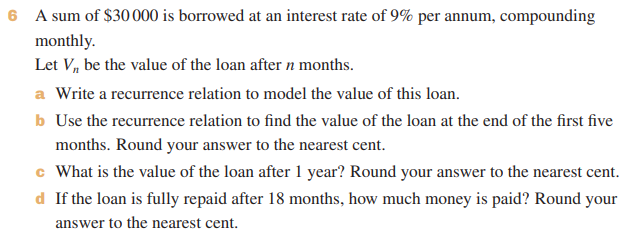 6 A sum of $30 000 is borrowed at an interest rate of 9% per annum, compounding
monthly.
Let Vₙ be the value of the loan after n months.
a Write a recurrence relation to model the value of this loan.
b Use the recurrence relation to find the value of the loan at the end of the first five
months. Round your answer to the nearest cent.
c What is the value of the loan after 1 year? Round your answer to the nearest cent.
d If the loan is fully repaid after 18 months, how much money is paid? Round your
answer to the nearest cent.